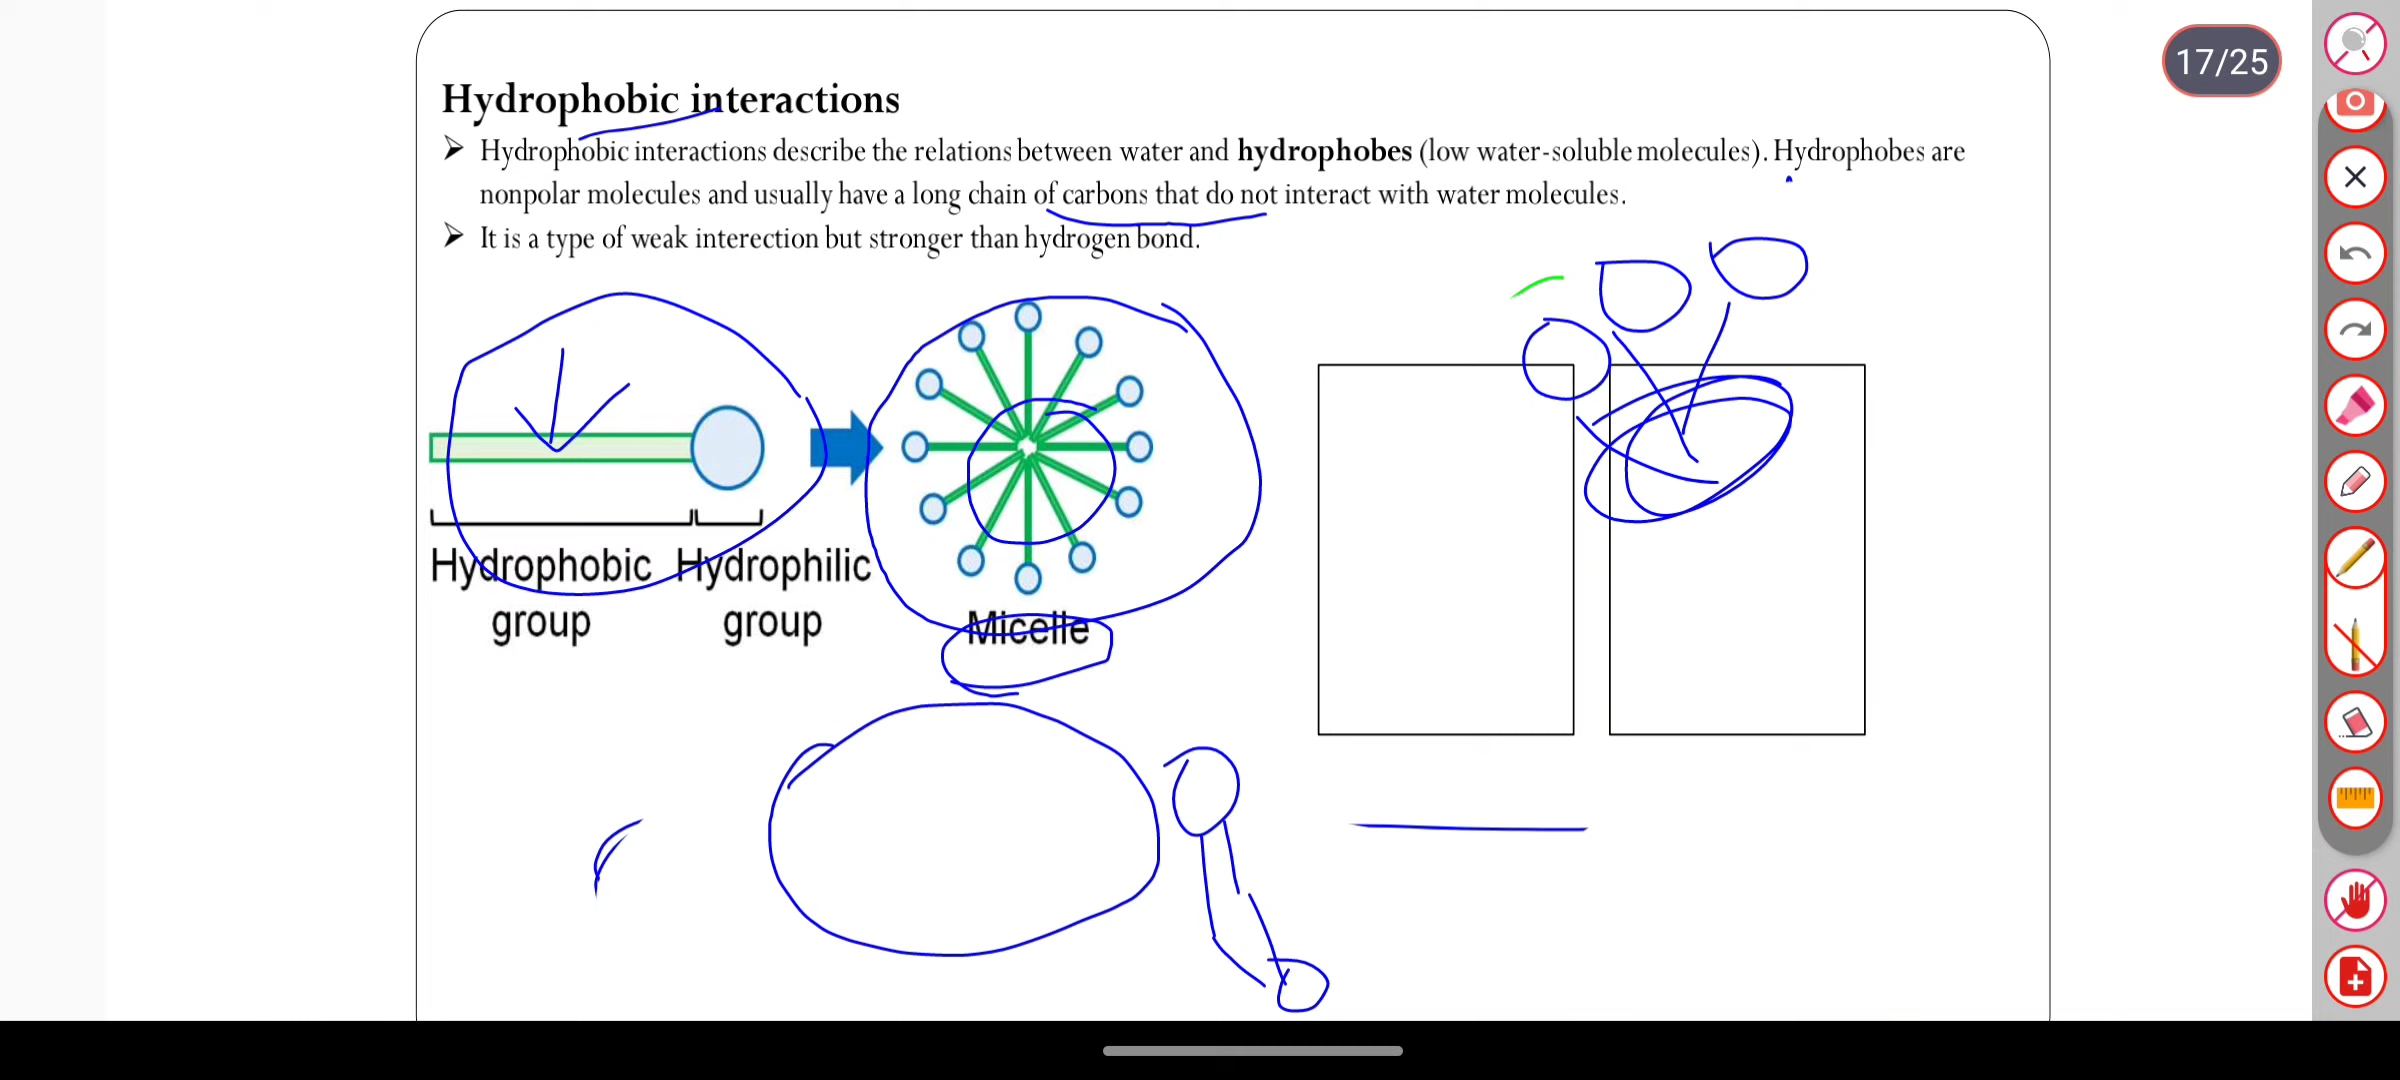 17/25
Hydrophobic interactions
➢ Hydrophobic interactions describe the relations between water and hydrophobes (low water-soluble molecules). Hydrophobes are
nonpolar molecules and usually have a long chain of carbons that do not interact with water molecules.
➢ It is a type of weak interection but stronger than hydrogen bond.
Hydrophobic group
Hydrophilic group
Micelle